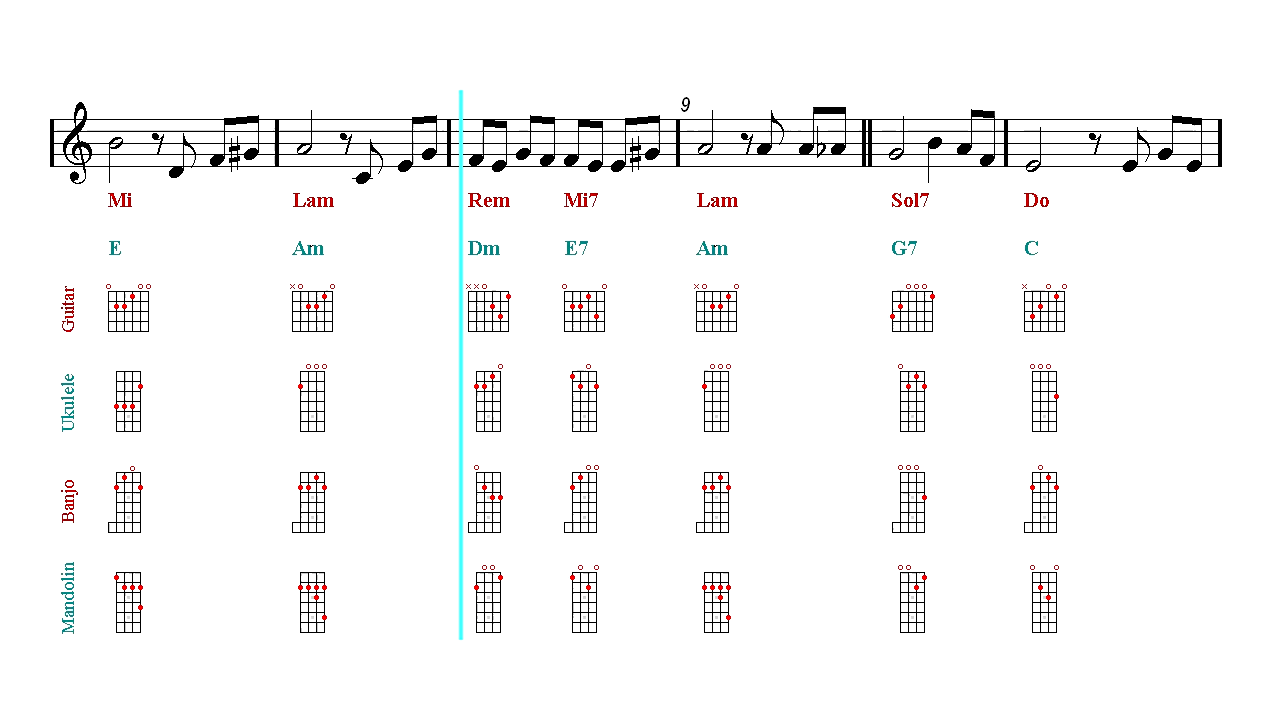 9
Mi Lam Rem Mi7 Lam Sol7 Do
E Am Dm E7 Am G7 C
Guitar
Ukulele
Banjo
Mandolin